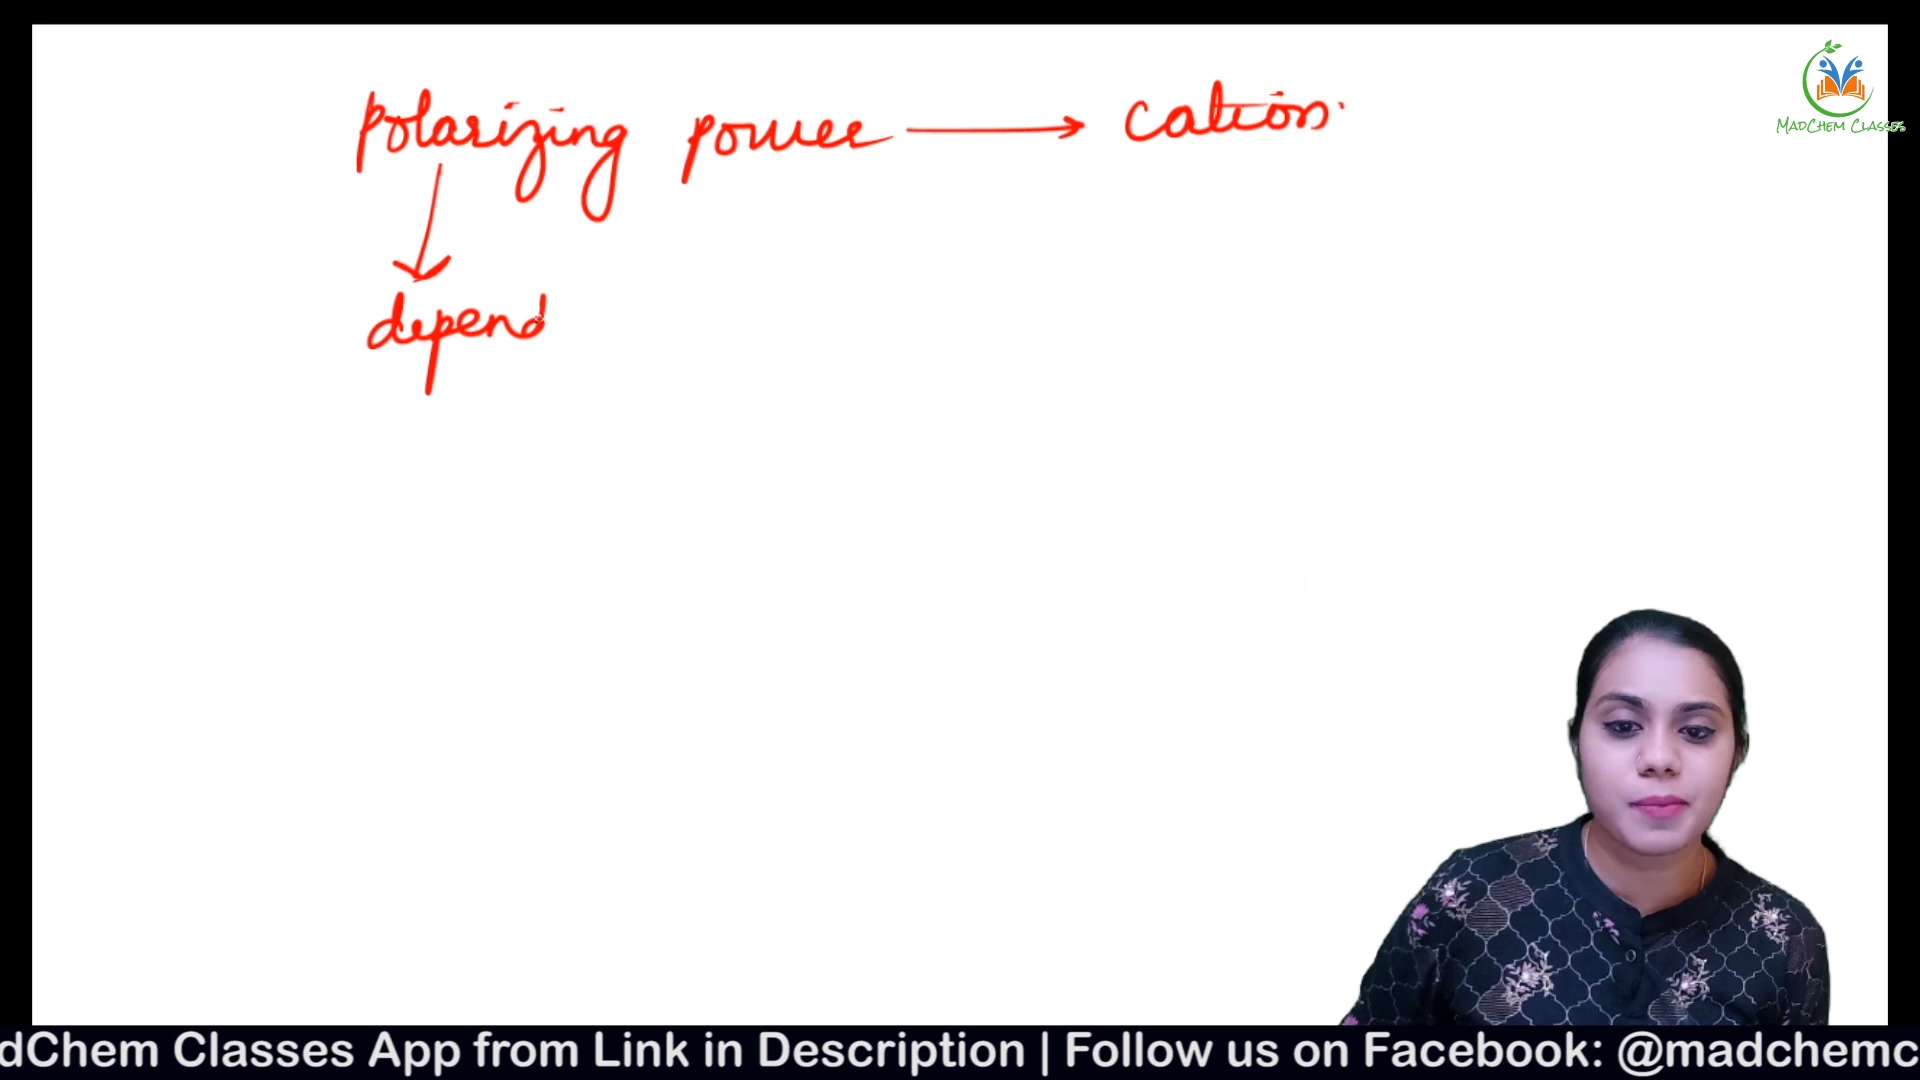 polarizing power → cation.
depend
MadChem Classes
dChem Classes App from Link in Description | Follow us on Facebook: @madchemc